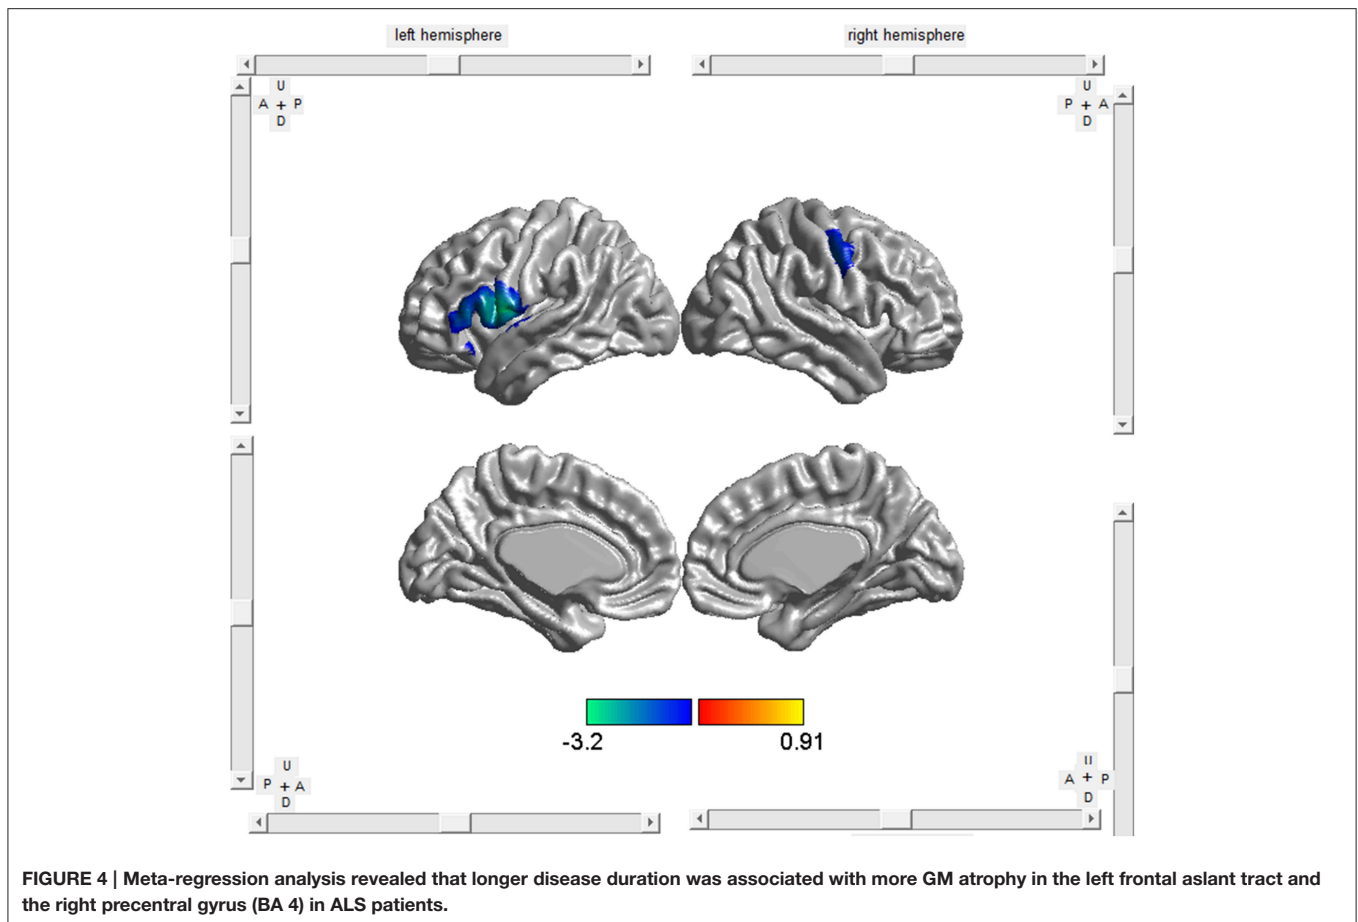 left hemisphere
right hemisphere
U
A + P
D
U
P + A
D
-3.2
0.91
U
P + A
D
U
A + P
D
FIGURE 4 | Meta-regression analysis revealed that longer disease duration was associated with more GM atrophy in the left frontal aslant tract and
the right precentral gyrus (BA 4) in ALS patients.